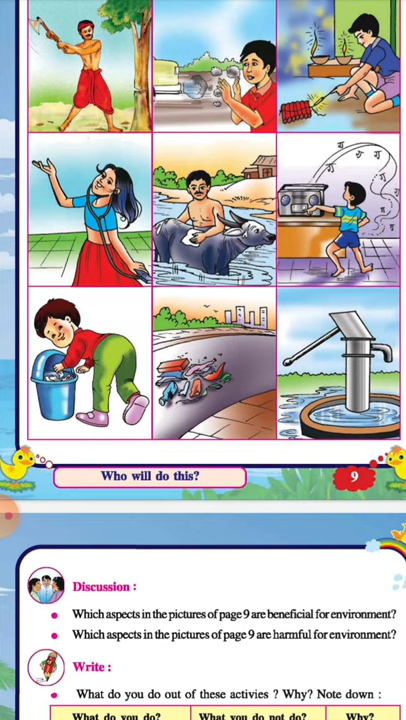 Who will do this?
9
Discussion :
• Which aspects in the pictures of page 9 are beneficial for environment?
• Which aspects in the pictures of page 9 are harmful for environment?
Write :
• What do you do out of these activies ? Why? Note down :
What do you do? What do you not do? Why?